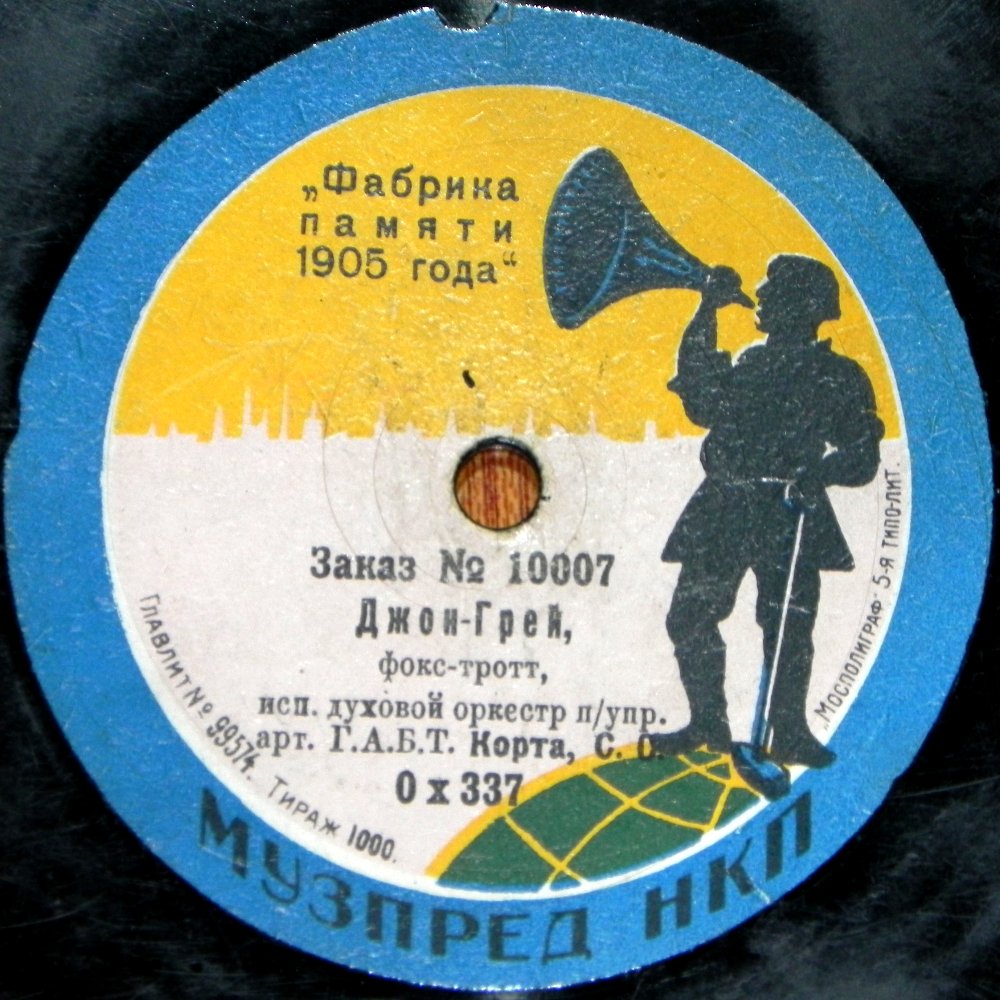 „Фабрика
памяти
1905 года“
Заказ № 10007
Джон-Грей,
фокс-тротт,
исп. духовой оркестр п/упр.
арт. Г.А.Б.Т. Корта, С. С.
0 х 337
Главлит № 99574. Тираж 1000.
„Мосполиграф“ 5-я типо-лит.
МУЗПРЕД НКП